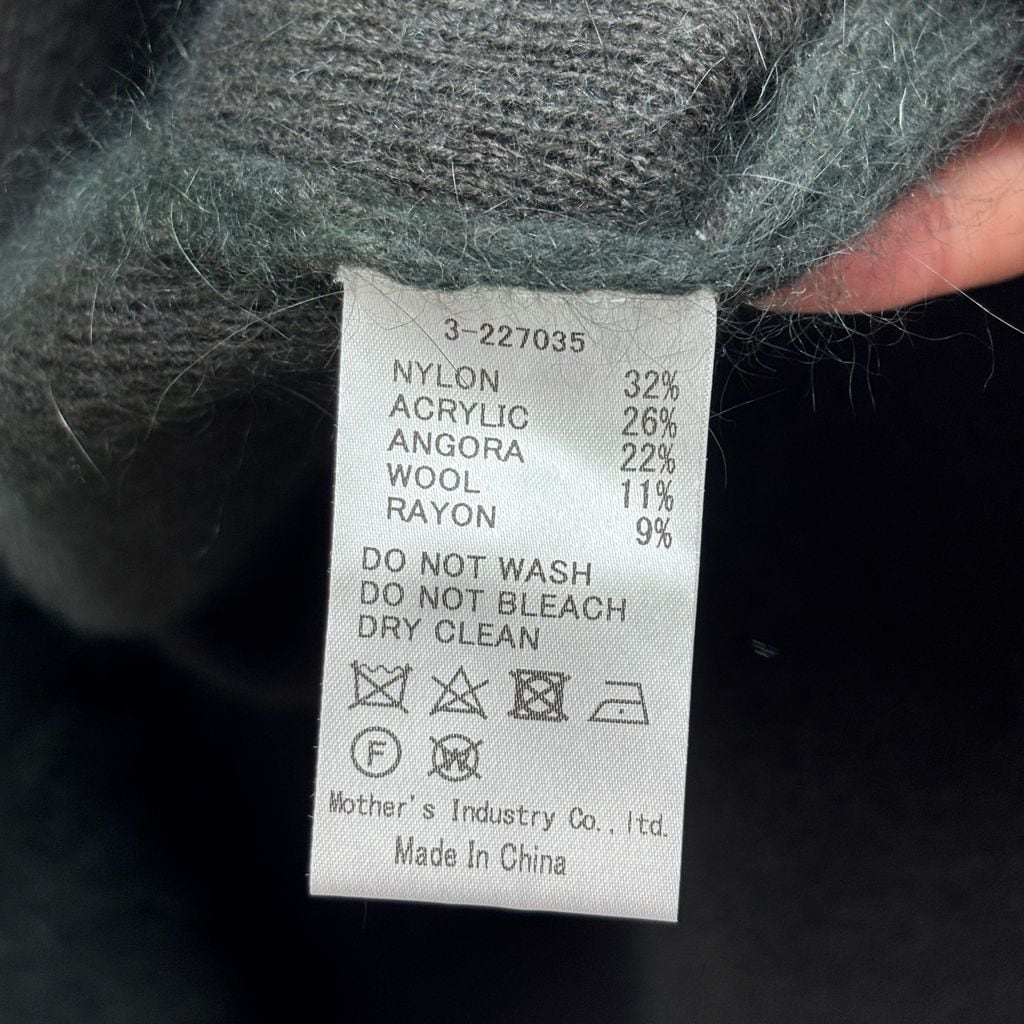 3-227035
NYLON 32%
ACRYLIC 26%
ANGORA 22%
WOOL 11%
RAYON 9%
DO NOT WASH
DO NOT BLEACH
DRY CLEAN
F W
Mother's Industry Co., ltd.
Made In China